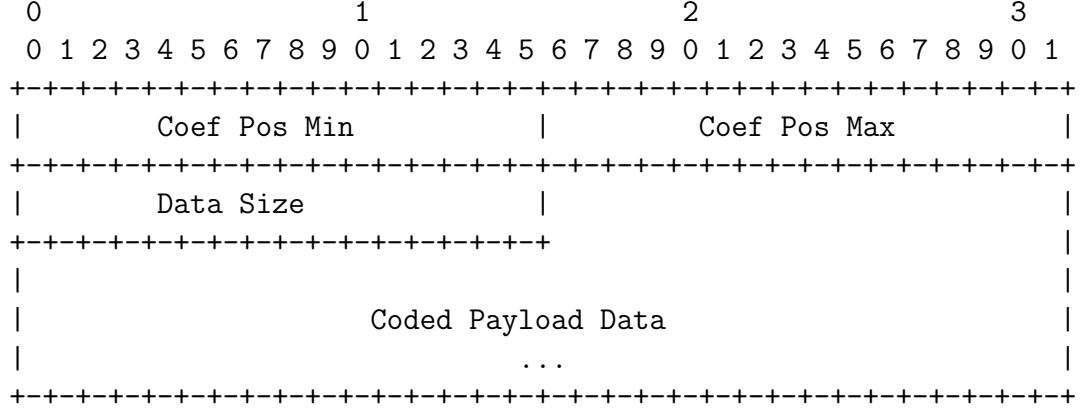 0                   1                   2                   3
 0 1 2 3 4 5 6 7 8 9 0 1 2 3 4 5 6 7 8 9 0 1 2 3 4 5 6 7 8 9 0 1
+-+-+-+-+-+-+-+-+-+-+-+-+-+-+-+-+-+-+-+-+-+-+-+-+-+-+-+-+-+-+-+-+
|        Coef Pos Min           |         Coef Pos Max          |
+-+-+-+-+-+-+-+-+-+-+-+-+-+-+-+-+-+-+-+-+-+-+-+-+-+-+-+-+-+-+-+-+
|        Data Size              |                               |
+-+-+-+-+-+-+-+-+-+-+-+-+-+-+-+-+                               |
|                                                               |
|                     Coded Payload Data                        |
|                              ...                              |
+-+-+-+-+-+-+-+-+-+-+-+-+-+-+-+-+-+-+-+-+-+-+-+-+-+-+-+-+-+-+-+-+